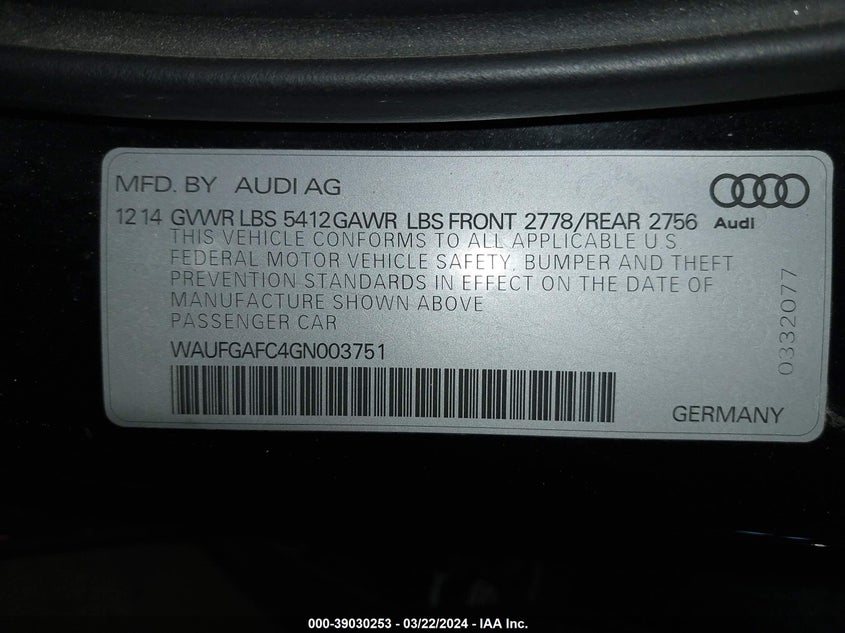 MFD. BY AUDI AG
Audi
12 14 GVWR LBS 5412 GAWR LBS FRONT 2778/REAR 2756
THIS VEHICLE CONFORMS TO ALL APPLICABLE U S
FEDERAL MOTOR VEHICLE SAFETY, BUMPER AND THEFT
PREVENTION STANDARDS IN EFFECT ON THE DATE OF
MANUFACTURE SHOWN ABOVE
PASSENGER CAR
WAUFGAFC4GN003751
0332077
GERMANY
000-39030253 - 03/22/2024 - IAA Inc.